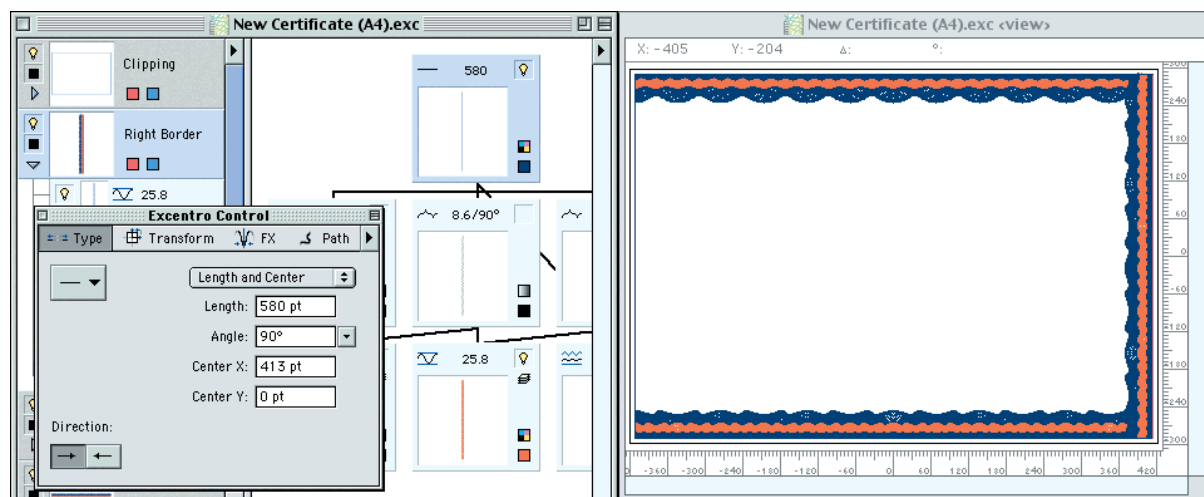 New Certificate (A4).exc
Clipping
Right Border
25.8
580
8.6/90°
25.8
Excentro Control
Type
Transform
FX
Path
Length and Center
Length: 580 pt
Angle: 90°
Center X: 413 pt
Center Y: 0 pt
Direction:
New Certificate (A4).exc <view>
X: -405 Y: -204 Δ: °:
300
240
180
120
60
0
-60
-120
-180
-240
-300
-360 -300 -240 -180 -120 -60 0 60 120 180 240 300 360 420